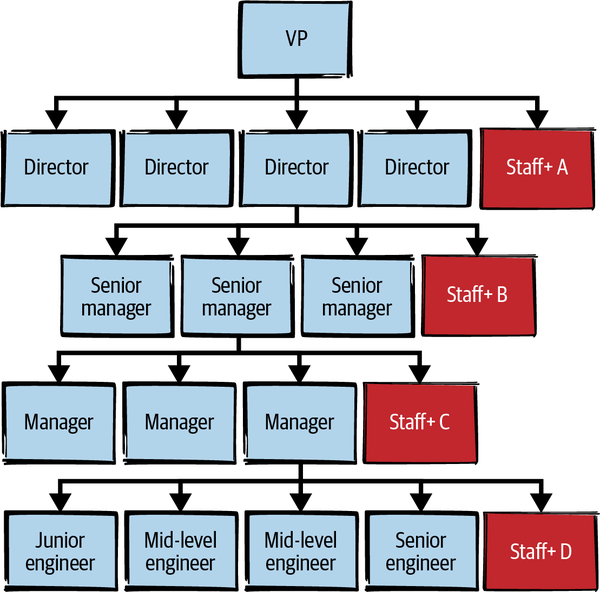 VP
Director
Director
Director
Director
Staff+ A
Senior
manager
Senior
manager
Senior
manager
Staff+ B
Manager
Manager
Manager
Staff+ C
Junior
engineer
Mid-level
engineer
Mid-level
engineer
Senior
engineer
Staff+ D